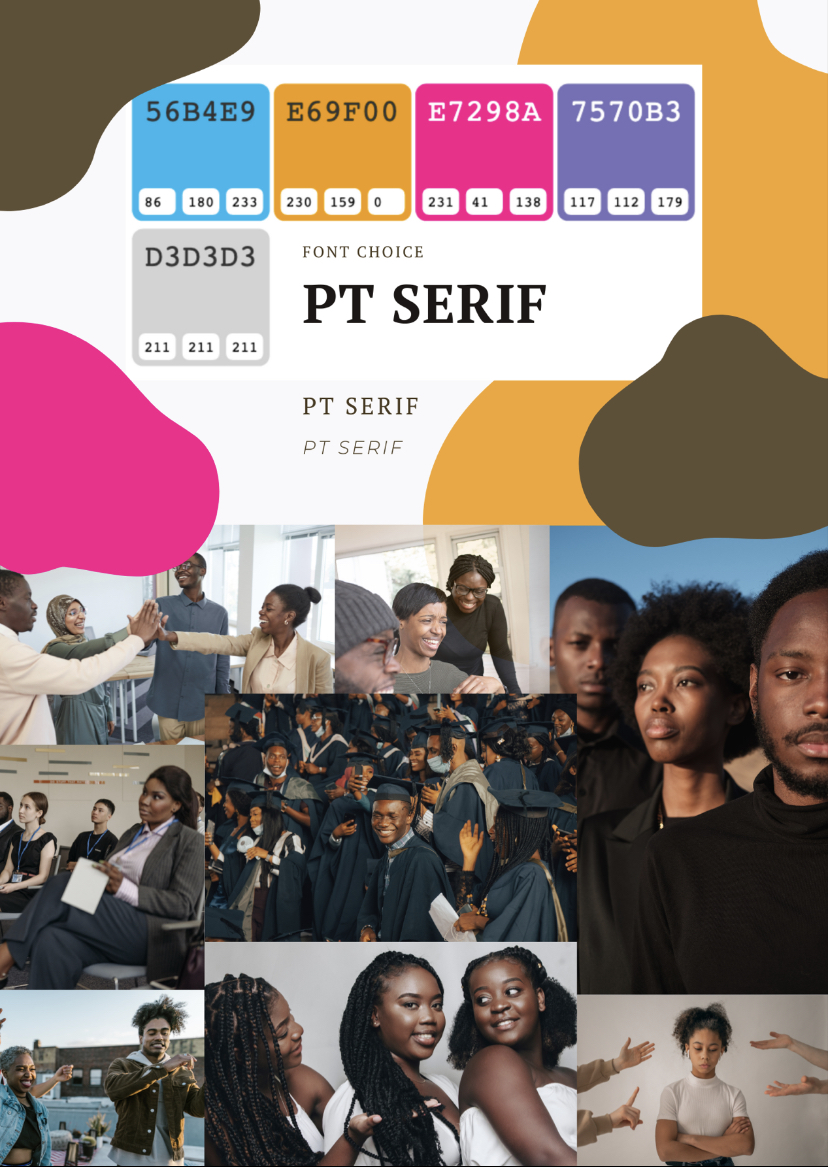 56B4E9 E69F00 E7298A 7570B3
86 180 233 230 159 0 231 41 138 117 112 179
D3D3D3
FONT CHOICE
PT SERIF
211 211 211
PT SERIF
PT SERIF